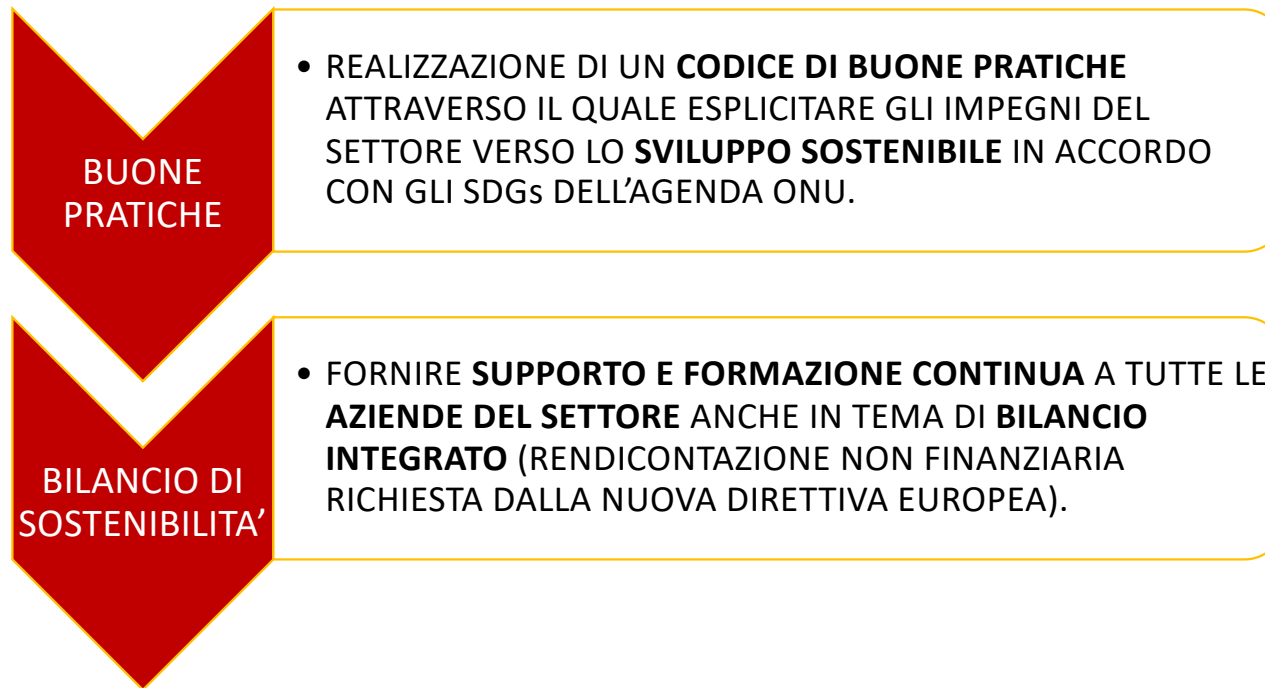 BUONE
PRATICHE
• REALIZZAZIONE DI UN CODICE DI BUONE PRATICHE
ATTRAVERSO IL QUALE ESPLICITARE GLI IMPEGNI DEL
SETTORE VERSO LO SVILUPPO SOSTENIBILE IN ACCORDO
CON GLI SDGs DELL’AGENDA ONU.
BILANCIO DI
SOSTENIBILITA’
• FORNIRE SUPPORTO E FORMAZIONE CONTINUA A TUTTE LE
AZIENDE DEL SETTORE ANCHE IN TEMA DI BILANCIO
INTEGRATO (RENDICONTAZIONE NON FINANZIARIA
RICHIESTA DALLA NUOVA DIRETTIVA EUROPEA).